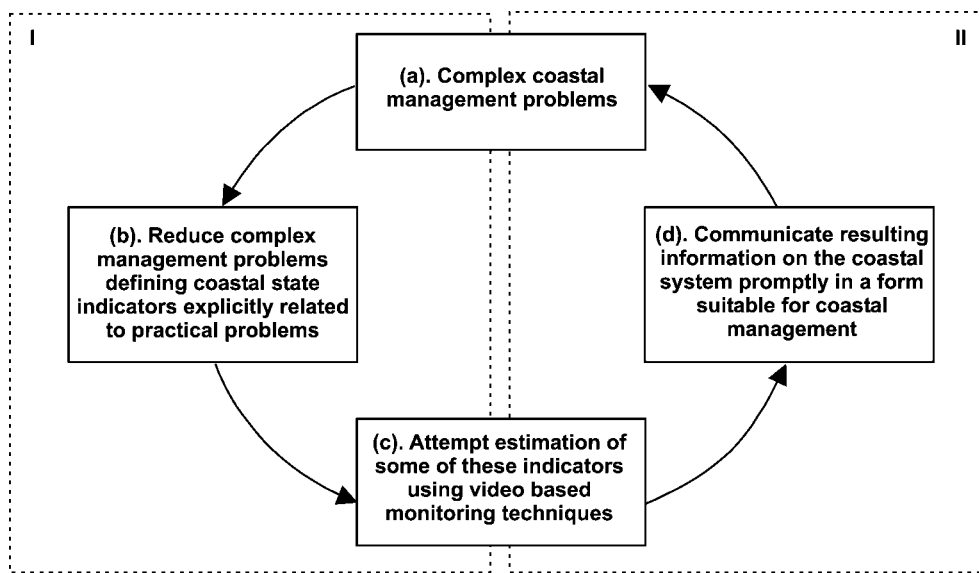 I
II
(a). Complex coastal
management problems
(b). Reduce complex
management problems
defining coastal state
indicators explicitly related
to practical problems
(d). Communicate resulting
information on the coastal
system promptly in a form
suitable for coastal
management
(c). Attempt estimation of
some of these indicators
using video based
monitoring techniques